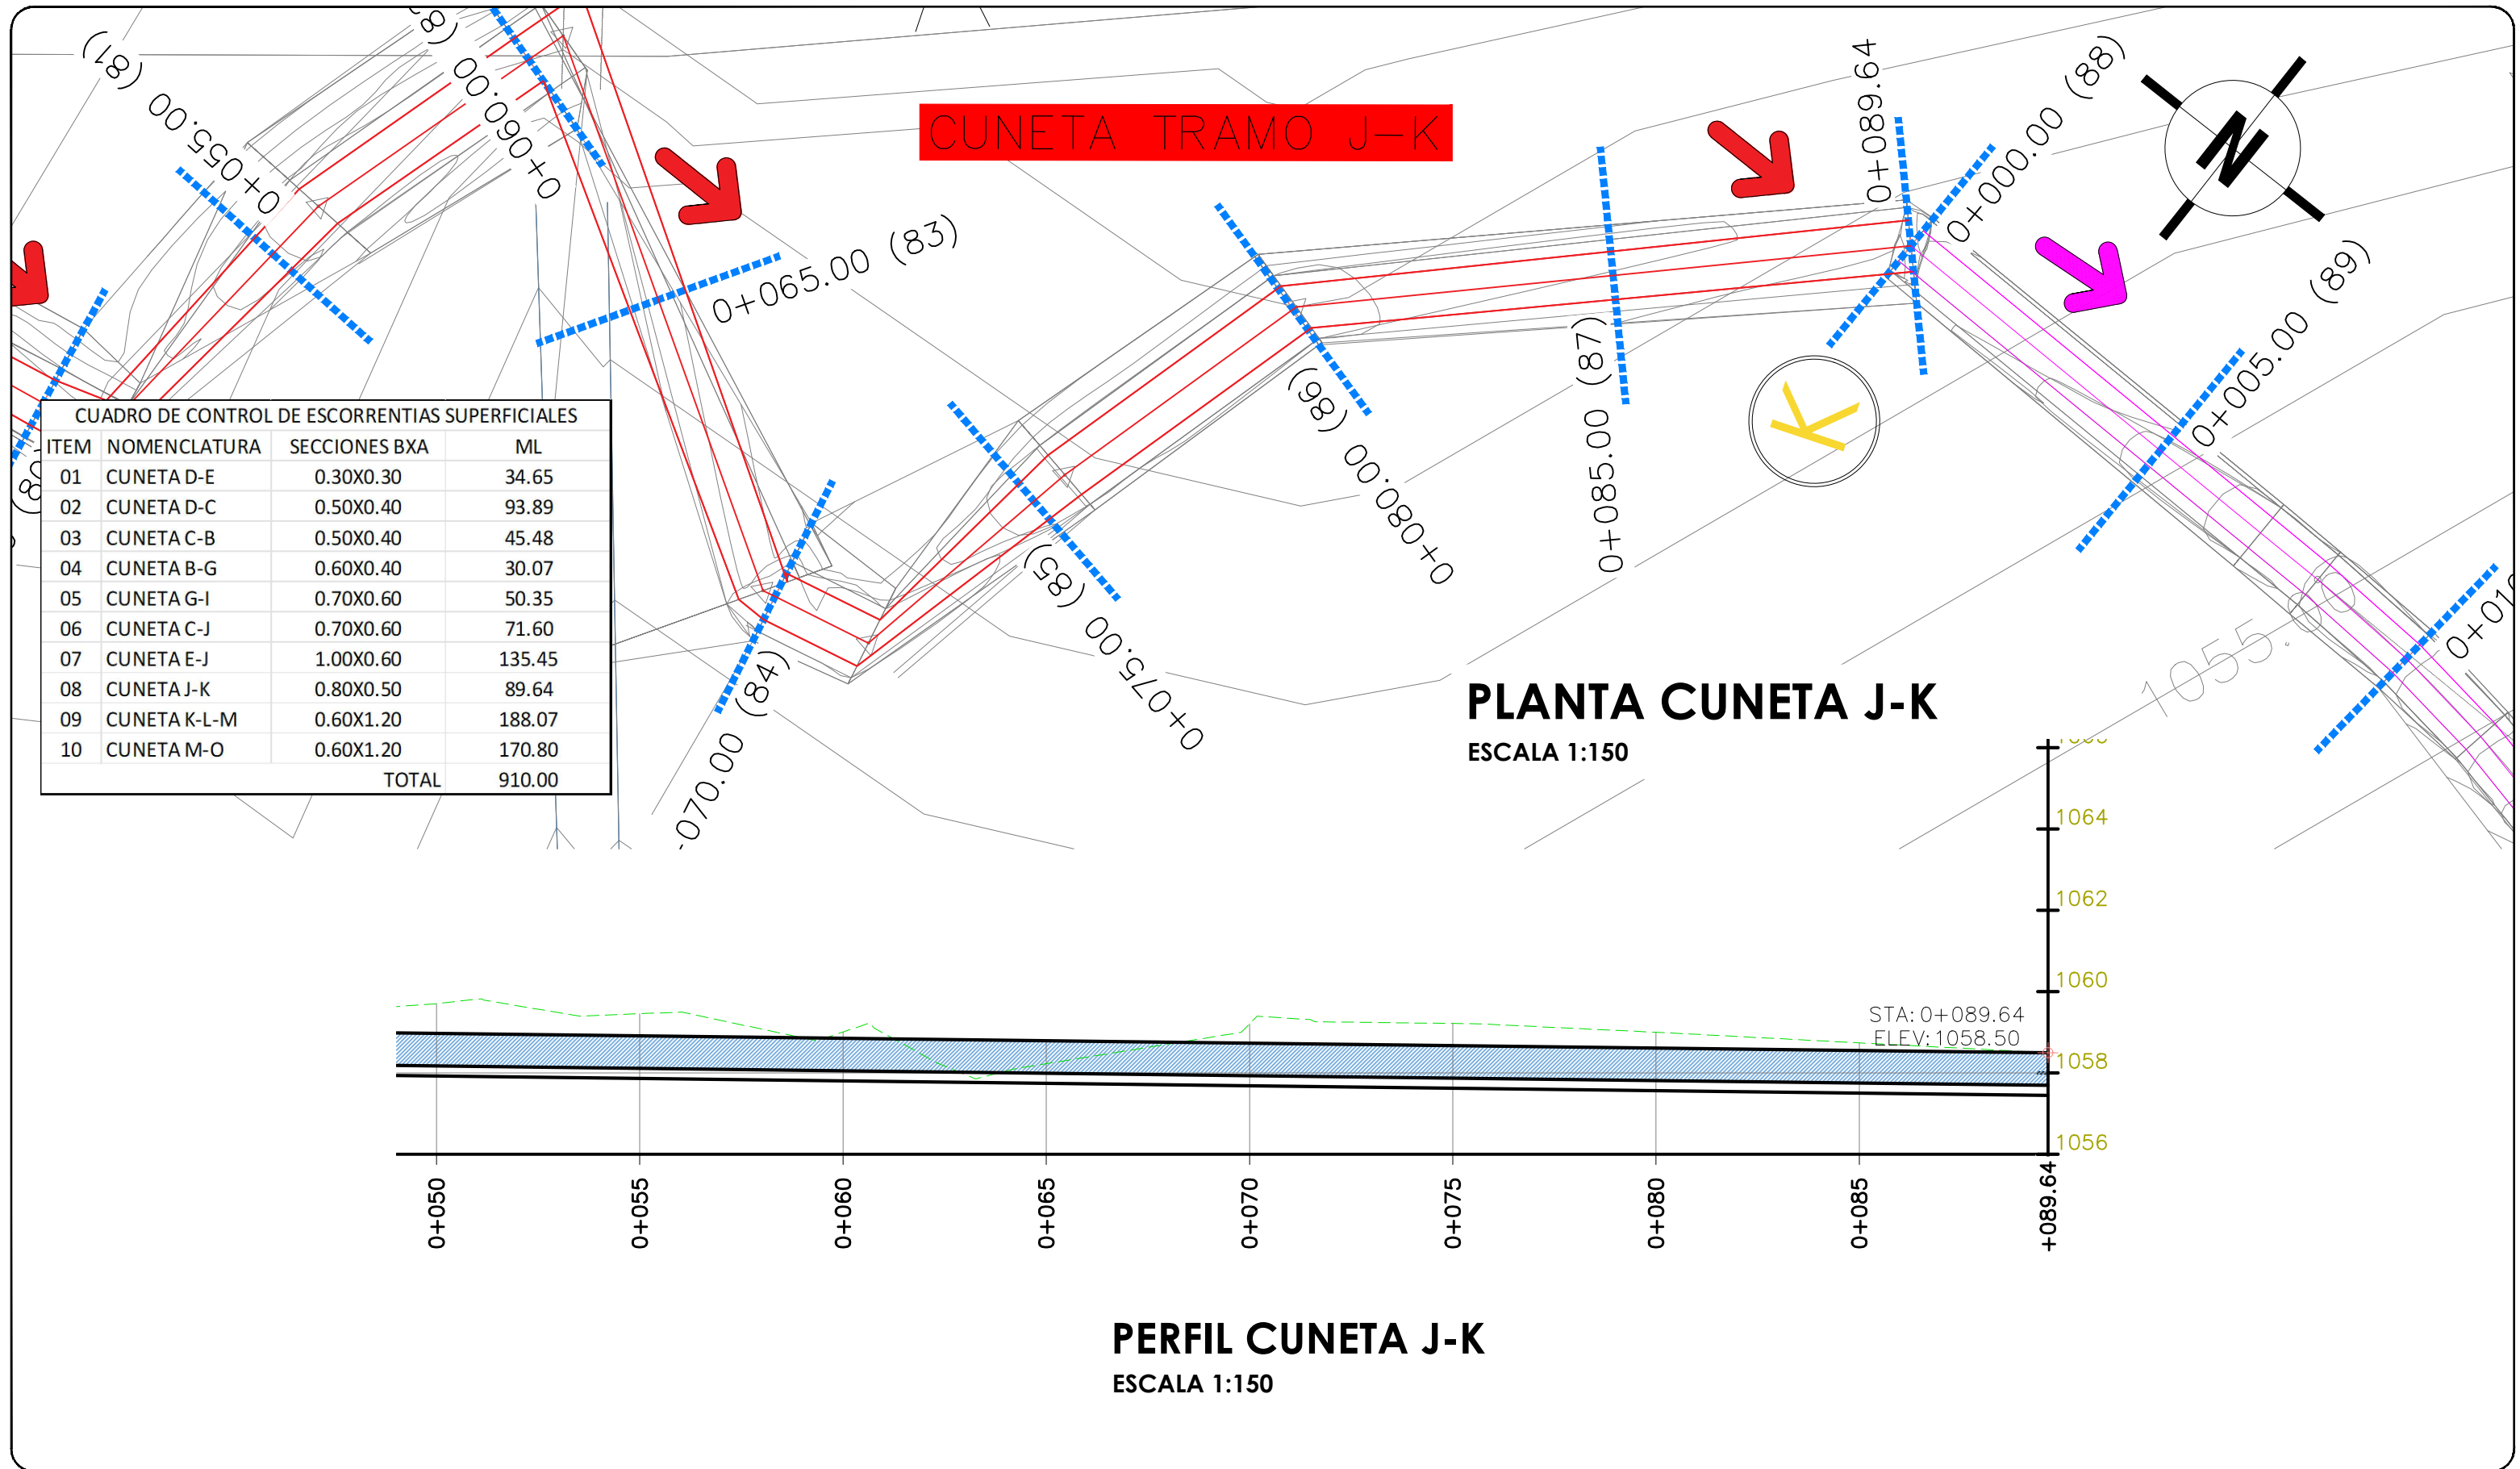 (81)
0+055.00
0+060.00
CUNETA TRAMO J-K
0+089.64
0+000.00 (88)
N
0+065.00 (83)
0+005.00 (89)
K
0+085.00 (87)
0+080.00 (86)
0+075.00 (85)
-070.00 (84)
1055.00
CUADRO DE CONTROL DE ESCORRENTIAS SUPERFICIALES
ITEM NOMENCLATURA SECCIONES BXA ML
01 CUNETA D-E 0.30X0.30 34.65
02 CUNETA D-C 0.50X0.40 93.89
03 CUNETA C-B 0.50X0.40 45.48
04 CUNETA B-G 0.60X0.40 30.07
05 CUNETA G-I 0.70X0.60 50.35
06 CUNETA C-J 0.70X0.60 71.60
07 CUNETA E-J 1.00X0.60 135.45
08 CUNETA J-K 0.80X0.50 89.64
09 CUNETA K-L-M 0.60X1.20 188.07
10 CUNETA M-O 0.60X1.20 170.80
TOTAL 910.00
PLANTA CUNETA J-K
ESCALA 1:150
1064
1062
1060
STA: 0+089.64
ELEV: 1058.50
1058
1056
0+050
0+055
0+060
0+065
0+070
0+075
0+080
0+085
+089.64
PERFIL CUNETA J-K
ESCALA 1:150